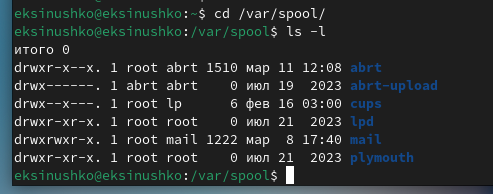 eksinushko@eksinushko:~$ cd /var/spool/
eksinushko@eksinushko:/var/spool$ ls -l
итого 0
drwxr-x--x. 1 root abrt 1510 мар 11 12:08 abrt
drwx------. 1 abrt abrt    0 июл 19  2023 abrt-upload
drwx--x---. 1 root lp      6 фев 16 03:00 cups
drwxr-xr-x. 1 root root    0 июл 21  2023 lpd
drwxrwxr-x. 1 root mail 1222 мар  8 17:40 mail
drwxr-xr-x. 1 root root    0 июл 21  2023 plymouth
eksinushko@eksinushko:/var/spool$